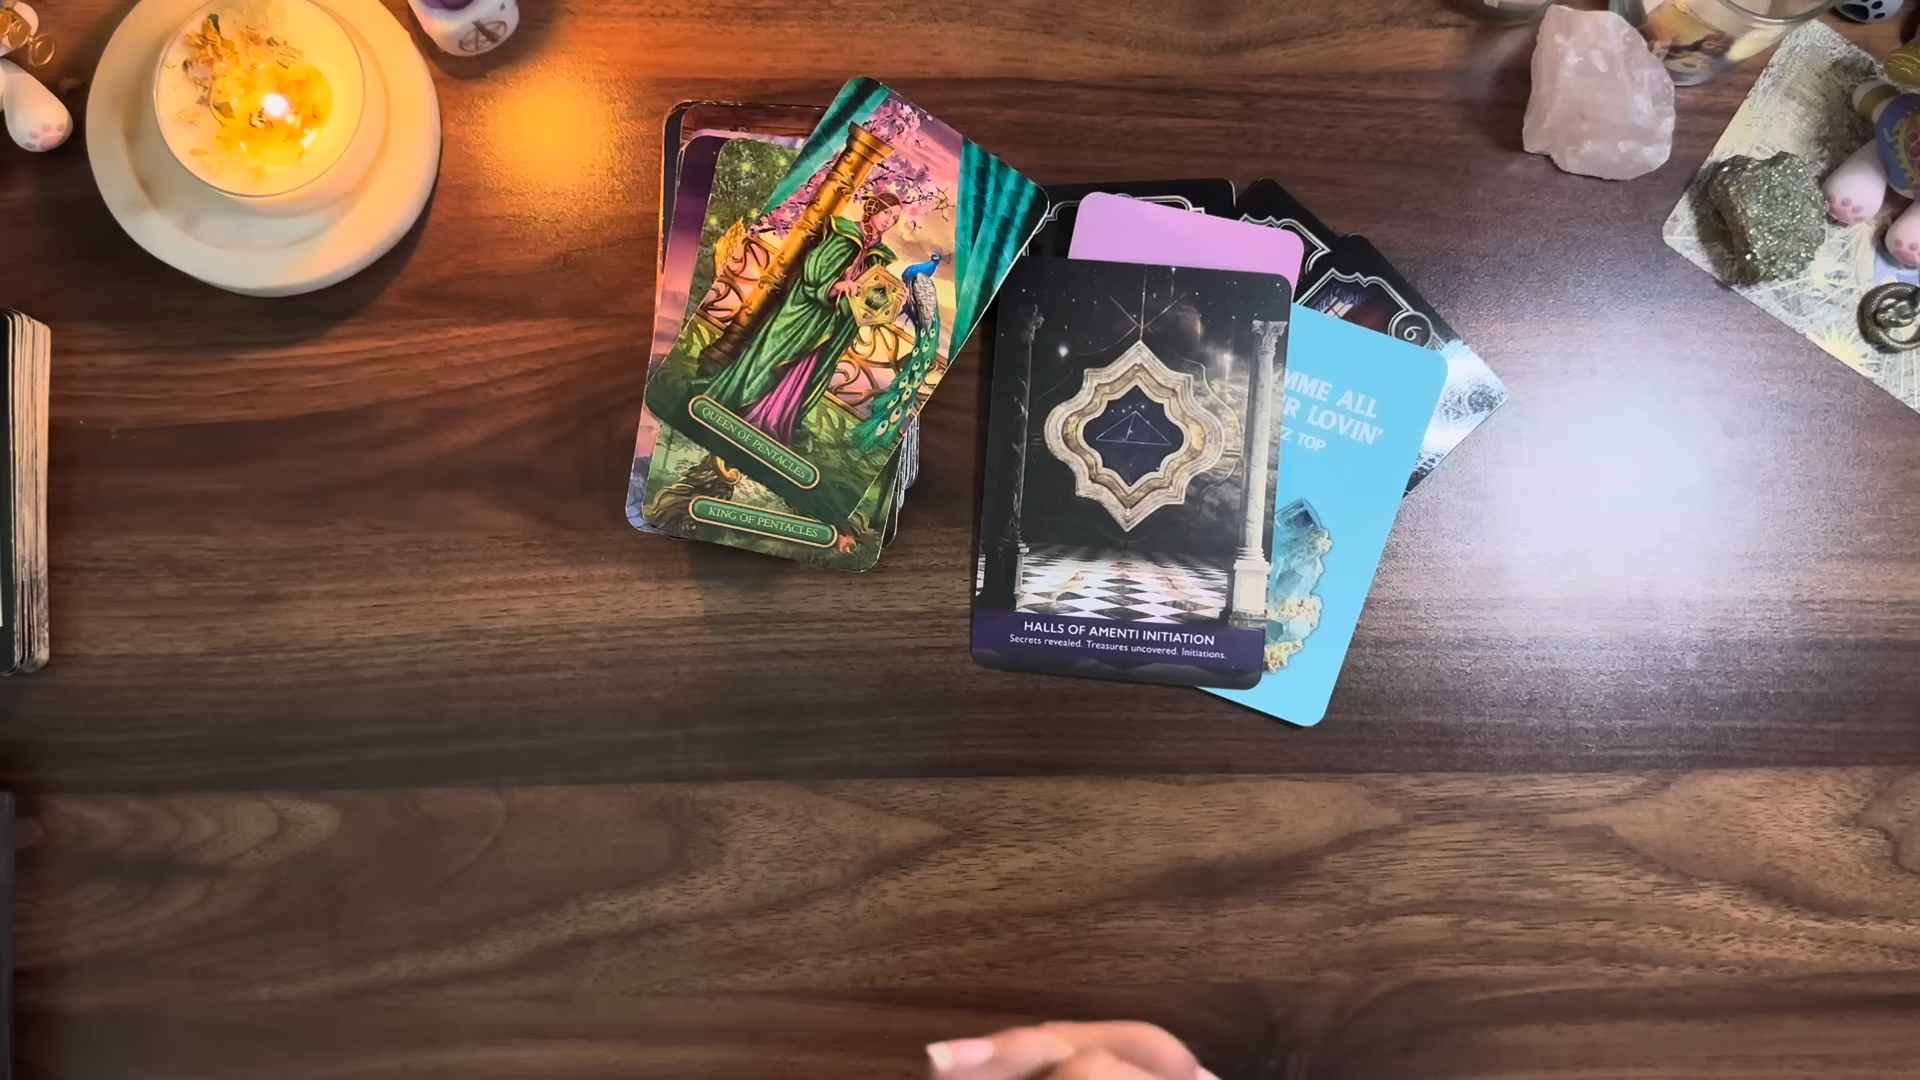 QUEEN OF PENTACLES
KING OF PENTACLES
6
MME ALL
R LOVIN'
Z TOP
HALLS OF AMENTI INITIATION
Secrets revealed. Treasures uncovered. Initiations.